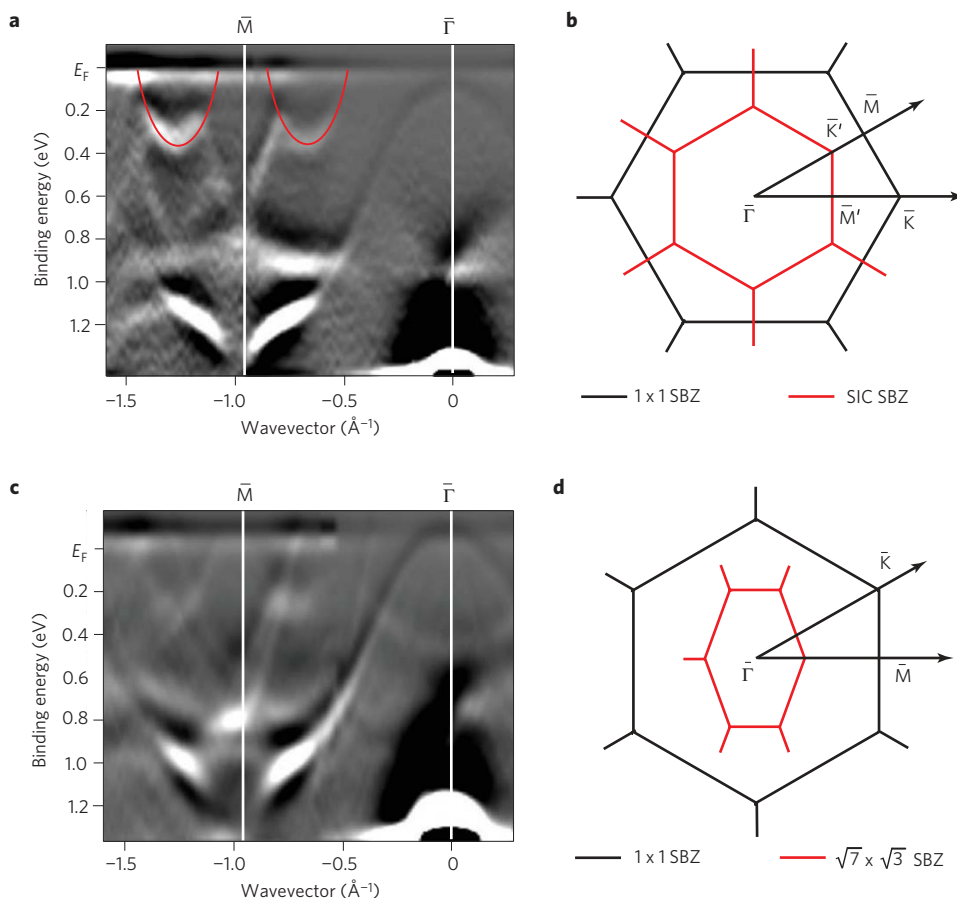 a
M̄ Γ̄
E_F
0.2
0.4
0.6
0.8
1.0
1.2
Binding energy (eV)
−1.5 −1.0 −0.5 0
Wavevector (Å⁻¹)
b
M̄
K̄′
Γ̄
M̄′
K̄
1 x 1 SBZ SIC SBZ
c
M̄ Γ̄
E_F
0.2
0.4
0.6
0.8
1.0
1.2
Binding energy (eV)
−1.5 −1.0 −0.5 0
Wavevector (Å⁻¹)
d
K̄
Γ̄
M̄
1 x 1 SBZ √7 x √3 SBZ